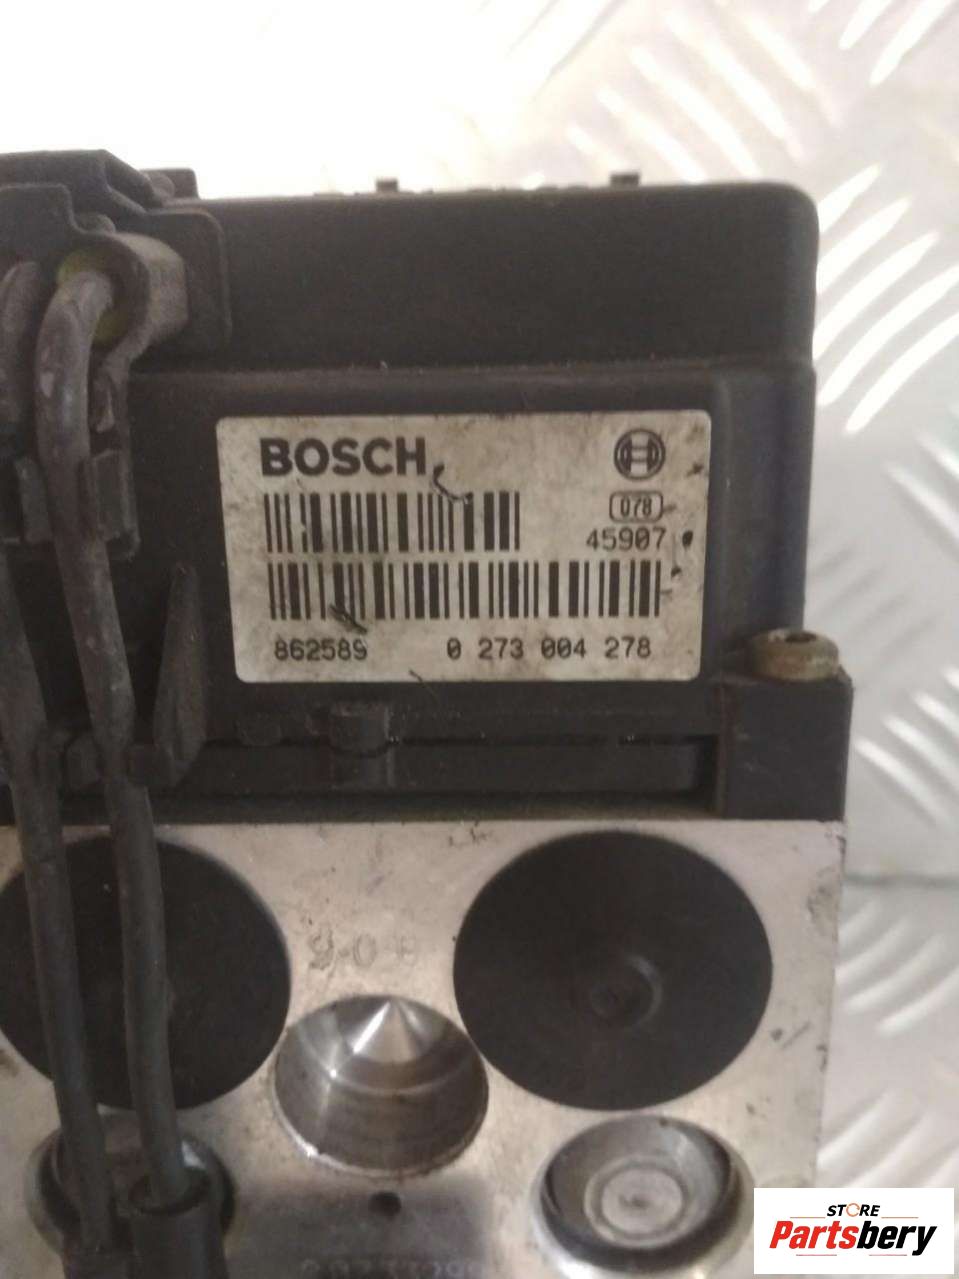 BOSCH
078
45907
862589 0 273 004 278
STORE
Partsbery